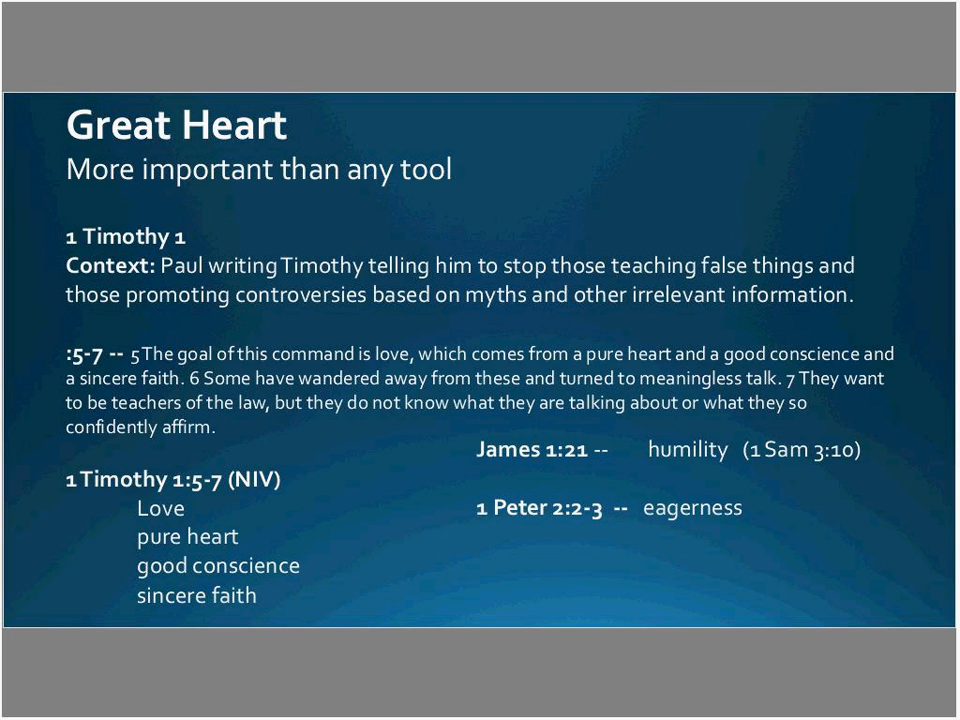 Great Heart
More important than any tool
1 Timothy 1
Context: Paul writing Timothy telling him to stop those teaching false things and
those promoting controversies based on myths and other irrelevant information.
:5-7 -- 5 The goal of this command is love, which comes from a pure heart and a good conscience and
a sincere faith. 6 Some have wandered away from these and turned to meaningless talk. 7 They want
to be teachers of the law, but they do not know what they are talking about or what they so
confidently affirm.
1 Timothy 1:5-7 (NIV)
Love
pure heart
good conscience
sincere faith
James 1:21 -- humility (1 Sam 3:10)
1 Peter 2:2-3 -- eagerness